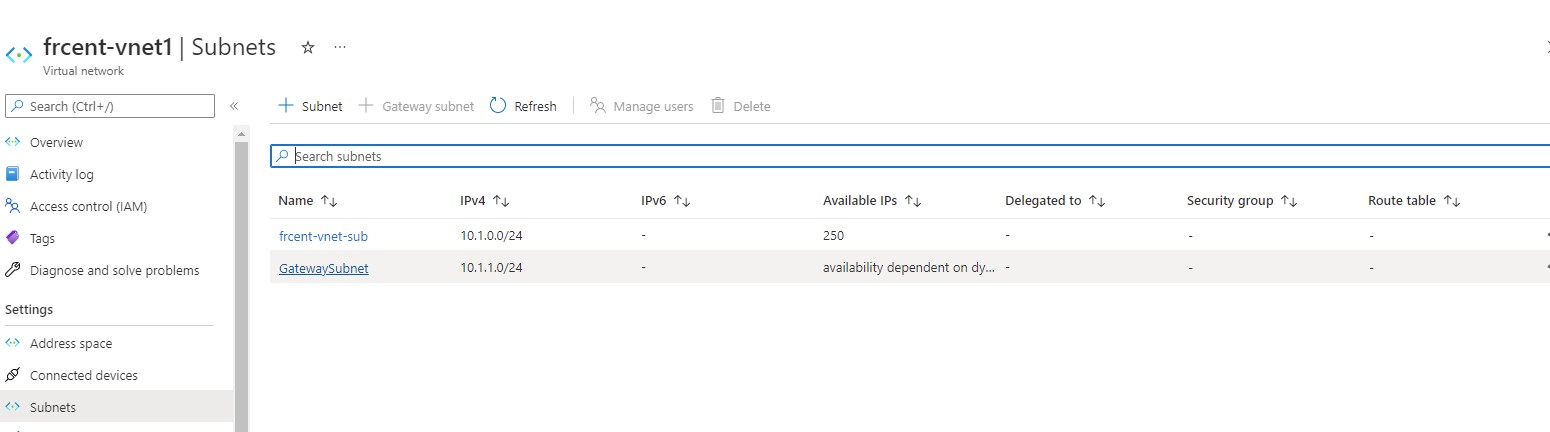 frcent-vnet1 | Subnets ☆ ...
Virtual network
Search (Ctrl+/) «
+ Subnet + Gateway subnet Refresh Manage users Delete
Overview
Activity log
Access control (IAM)
Tags
Diagnose and solve problems
Settings
Address space
Connected devices
Subnets
Search subnets
Name ↑↓ IPv4 ↑↓ IPv6 ↑↓ Available IPs ↑↓ Delegated to ↑↓ Security group ↑↓ Route table ↑↓
frcent-vnet-sub 10.1.0.0/24 - 250 - - -
GatewaySubnet 10.1.1.0/24 - availability dependent on dy... - - -